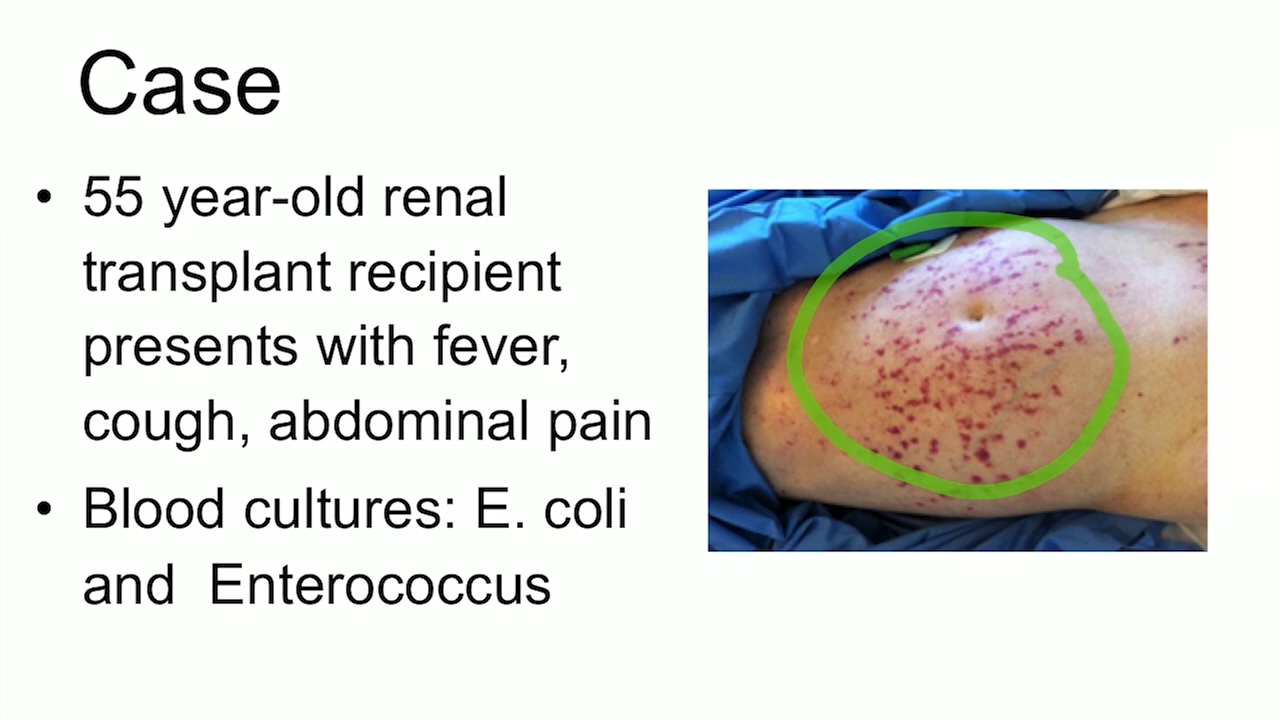 Case
• 55 year-old renal
transplant recipient
presents with fever,
cough, abdominal pain
• Blood cultures: E. coli
and  Enterococcus